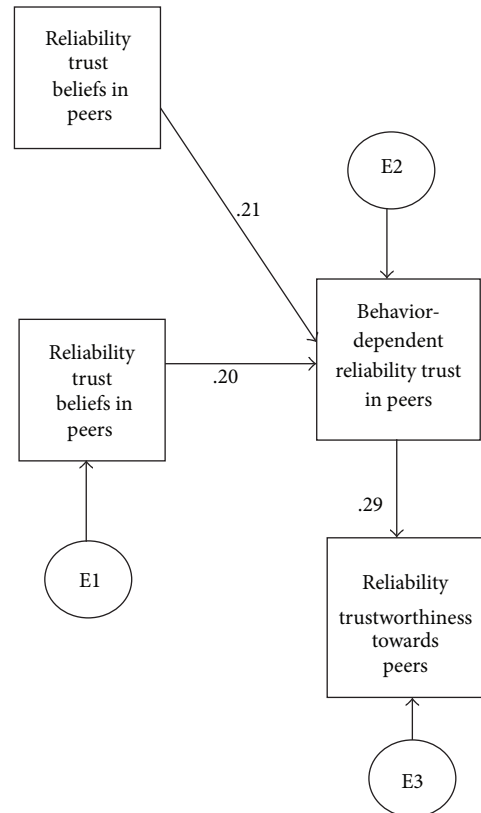 Reliability
trust
beliefs in
peers
.21
E2
Behavior-
dependent
reliability trust
in peers
Reliability
trust
beliefs in
peers
.20
.29
E1
Reliability
trustworthiness
towards
peers
E3